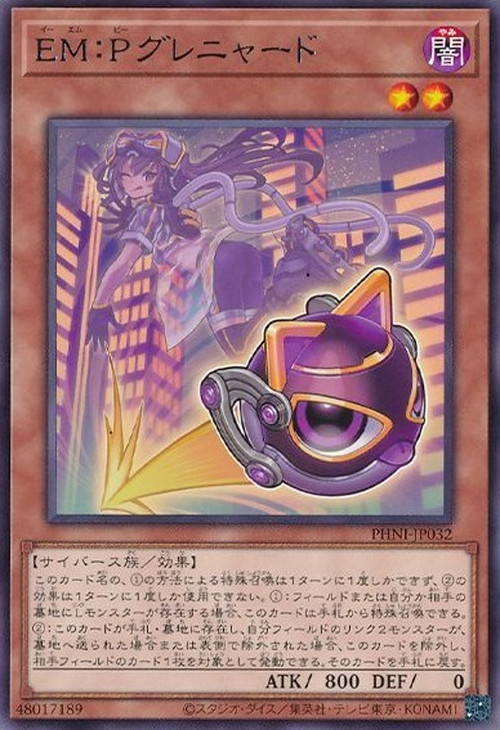 EM:Pグレニャード
イー エム ピー
闇
やみ
PHNI-JP032
【サイバース族／効果】
このカード名の、①の方法による特殊召喚は1ターンに1度しかできず、②の
効果は1ターンに1度しか使用できない。①：フィールドまたは自分か相手の
墓地にLモンスターが存在する場合、このカードは手札から特殊召喚できる。
②：このカードが手札・墓地に存在し、自分フィールドのリンク2モンスターが、
墓地へ送られた場合または表側で除外された場合、このカードを除外し、
相手フィールドのカード1枚を対象として発動できる。そのカードを手札に戻す。
ATK/ 800 DEF/ 0
48017189 ©スタジオ・ダイス／集英社・テレビ東京・KONAMI